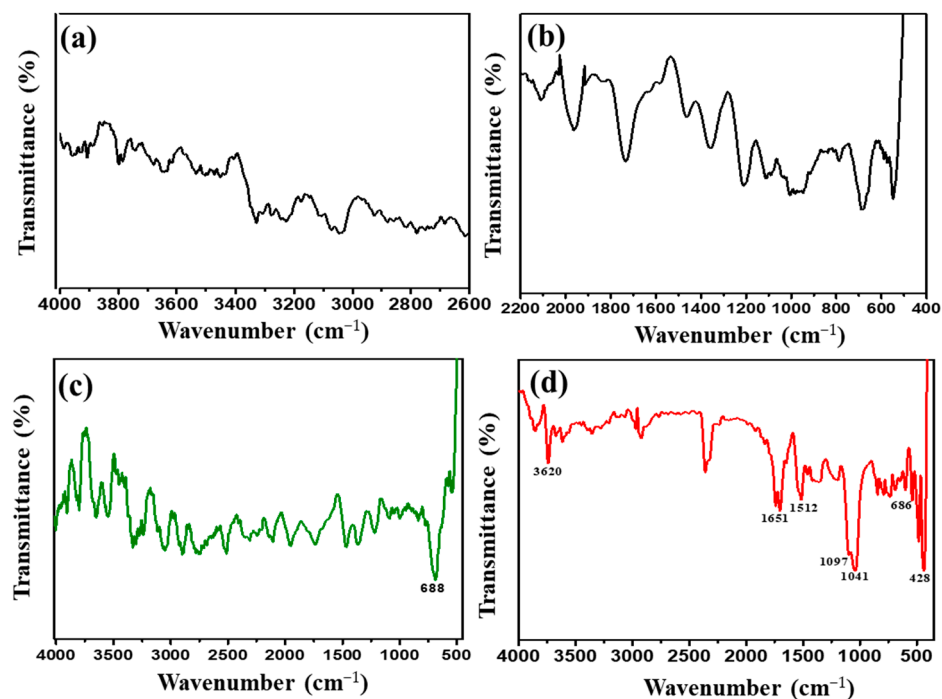 (a)
Transmittance (%)
4000 3800 3600 3400 3200 3000 2800 2600
Wavenumber (cm−1)
(b)
Transmittance (%)
2200 2000 1800 1600 1400 1200 1000 800 600 400
Wavenumber (cm−1)
(c)
Transmittance (%)
688
4000 3500 3000 2500 2000 1500 1000 500
Wavenumber (cm−1)
(d)
Transmittance (%)
3620
1651
1512
1097
1041
686
428
4000 3500 3000 2500 2000 1500 1000 500
Wavenumber (cm−1)